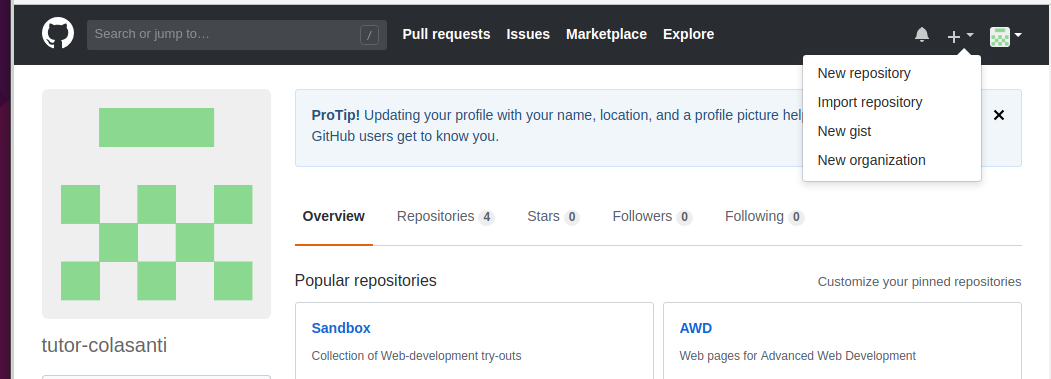 Search or jump to…
/
Pull requests Issues Marketplace Explore
New repository
Import repository
New gist
New organization
ProTip! Updating your profile with your name, location, and a profile picture
GitHub users get to know you.
Overview Repositories 4 Stars 0 Followers 0 Following 0
Popular repositories
Customize your pinned repositories
Sandbox
Collection of Web-development try-outs
AWD
Web pages for Advanced Web Development
tutor-colasanti